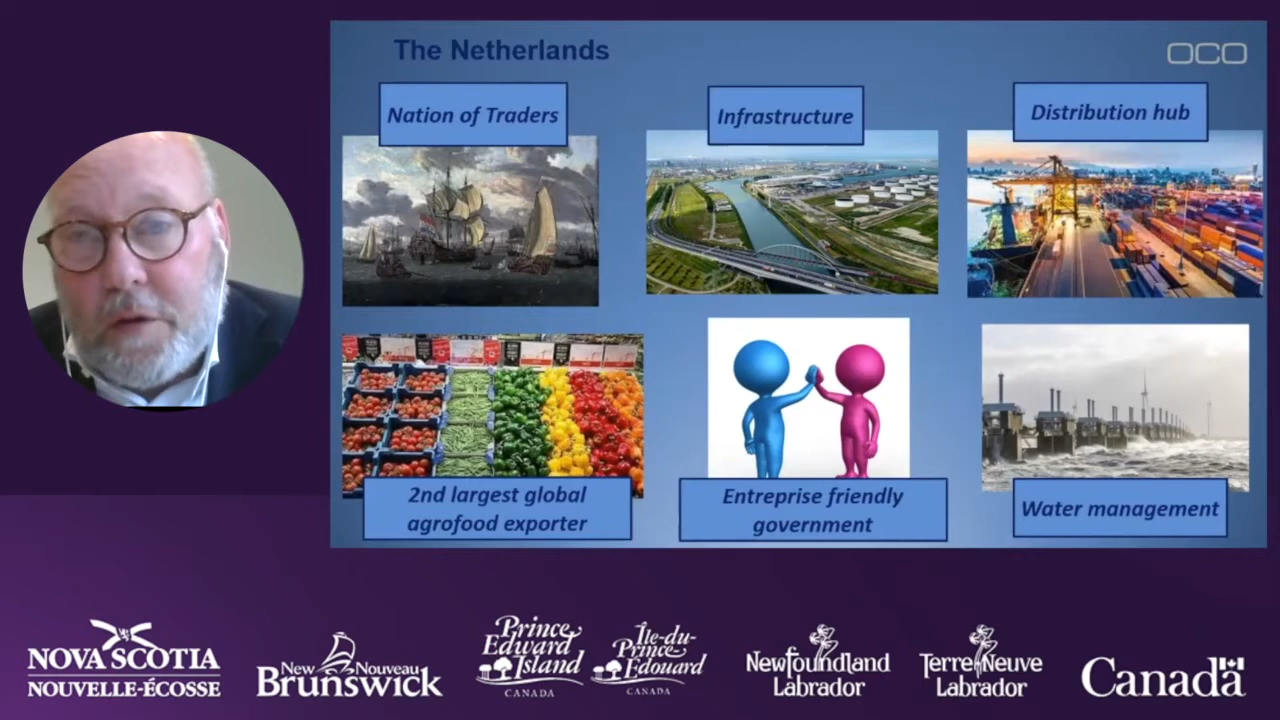 The Netherlands
OCO
Nation of Traders
Infrastructure
Distribution hub
2nd largest global
agrofood exporter
Entreprise friendly
government
Water management
NOVA SCOTIA
NOUVELLE-ÉCOSSE
New Nouveau
Brunswick
Prince
Edward
Island
CANADA
Île-du-
Prince
Édouard
CANADA
Newfoundland
Labrador
Terre Neuve
Labrador
Canada